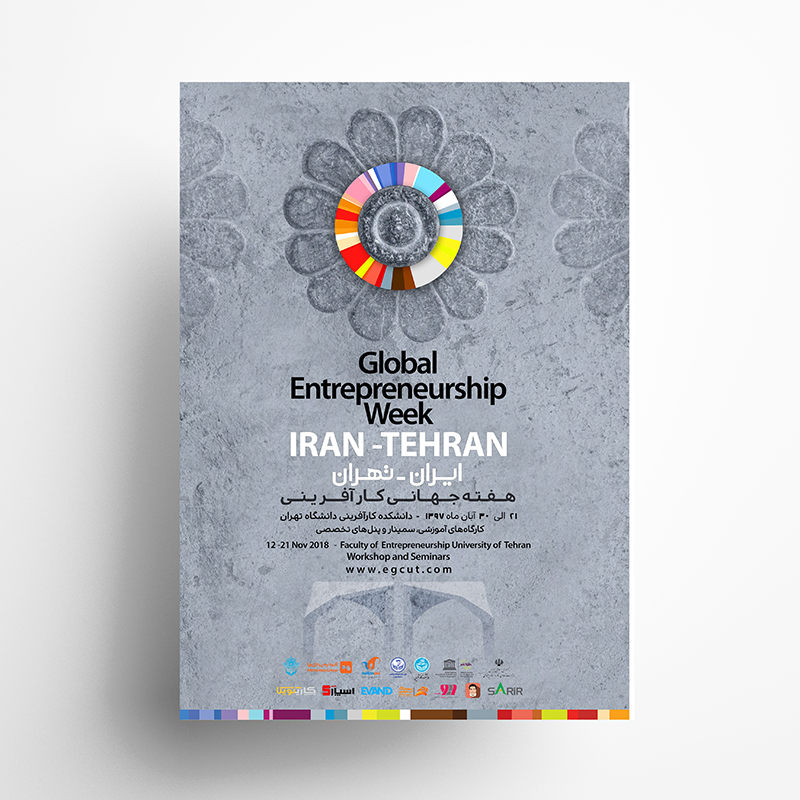 Global
Entrepreneurship
Week
IRAN -TEHRAN
ایران - تهران
هفته جهانی کارآفرینی
۲۱ الی ۳۰ آبان ماه ۱۳۹۷ - دانشکده کارآفرینی دانشگاه تهران
کارگاه‌های آموزشی، سمینار و پنل‌های تخصصی
12 -21 Nov 2018 - Faculty of Entrepreneurship University of Tehran
Workshop and Seminars
www.egcut.com
EVAND
SARIR